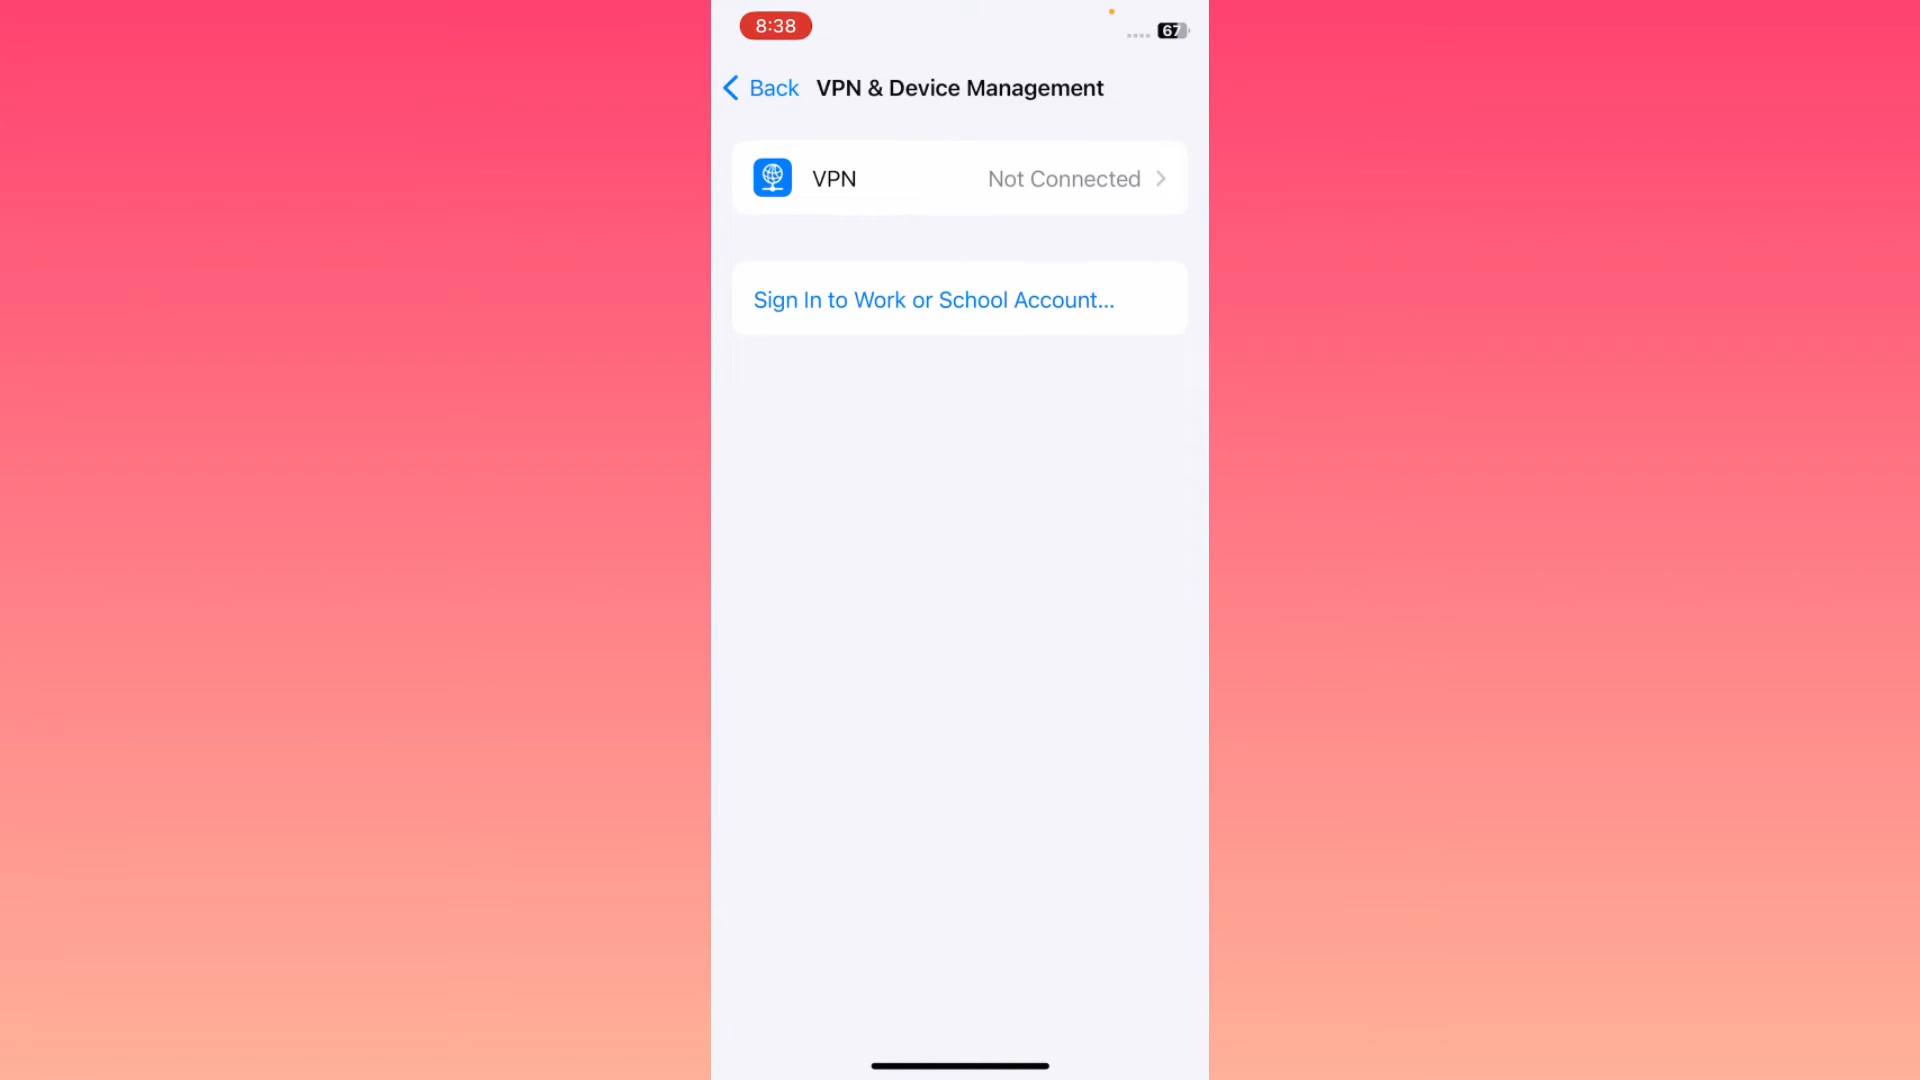 8:38
67
Back VPN & Device Management
VPN Not Connected
Sign In to Work or School Account...